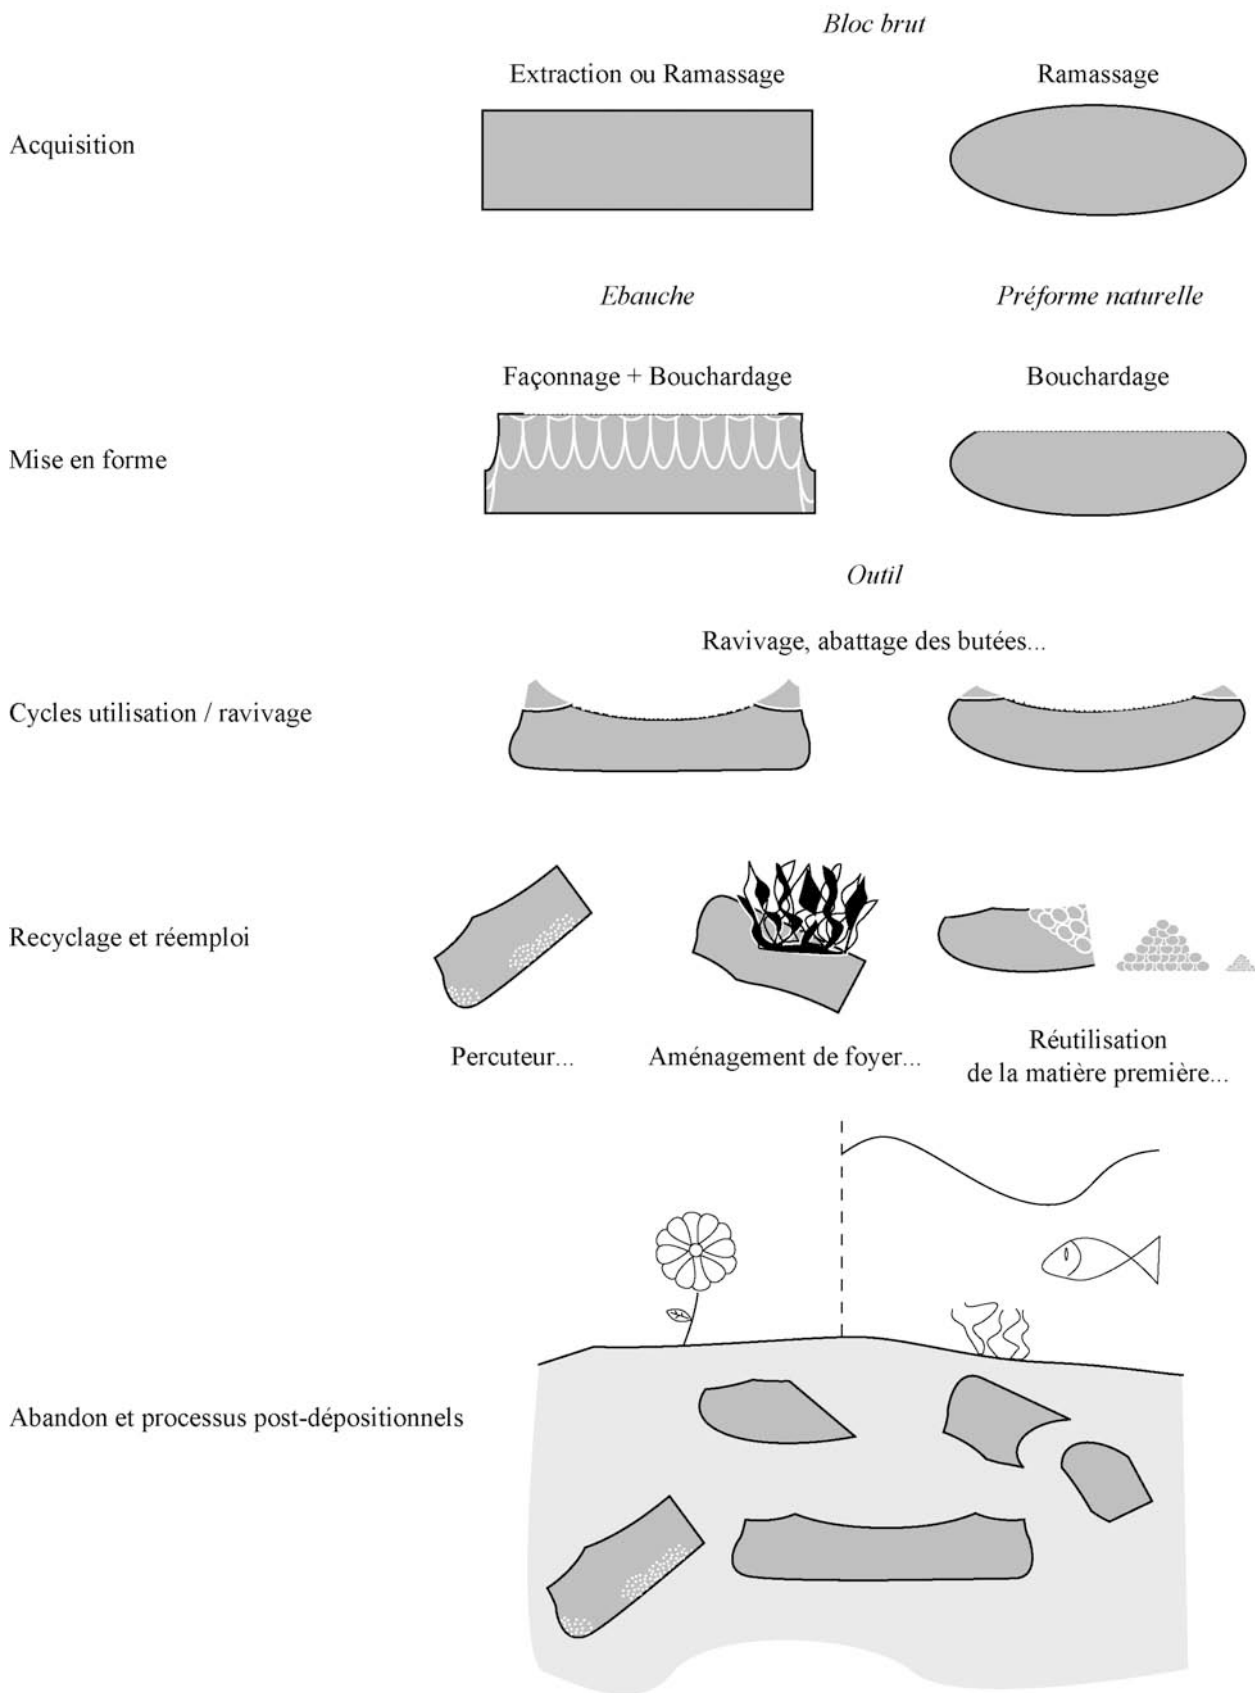 Bloc brut
Extraction ou Ramassage
Ramassage
Acquisition
Ebauche
Préforme naturelle
Façonnage + Bouchardage
Bouchardage
Mise en forme
Outil
Ravivage, abattage des butées...
Cycles utilisation / ravivage
Recyclage et réemploi
Percuteur...
Aménagement de foyer...
Réutilisation
de la matière première...
Abandon et processus post-dépositionnels